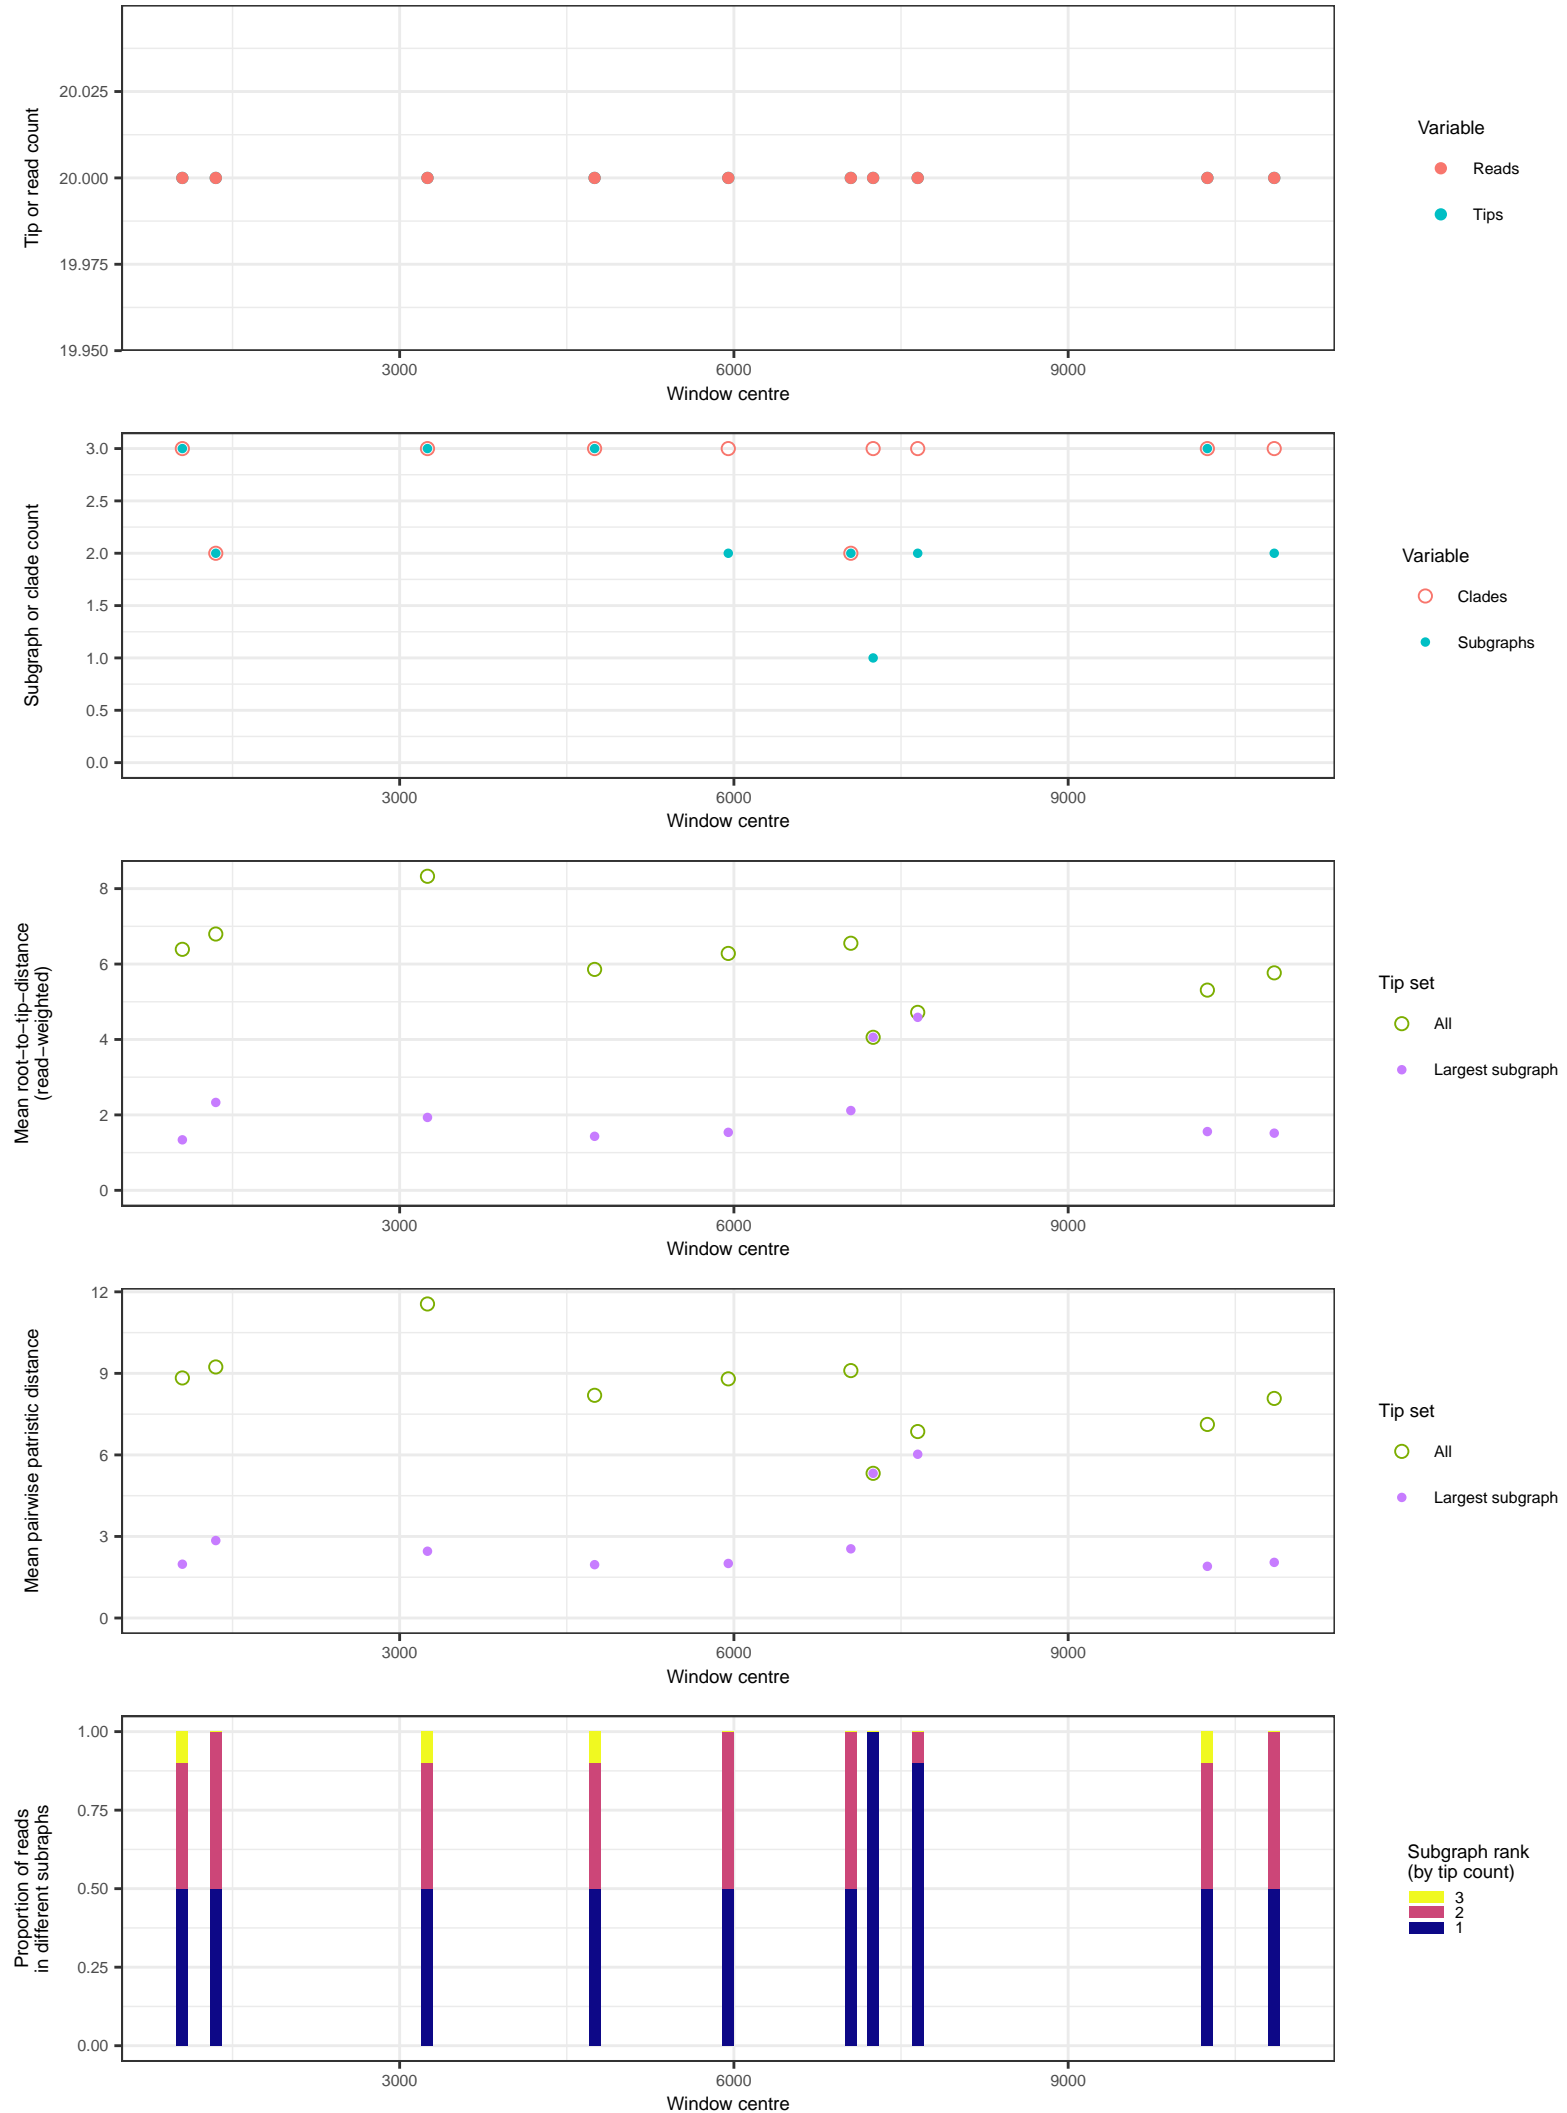 Tip or read count
20.025
20.000
19.975
19.950
3000 6000 9000
Window centre
Variable
Reads
Tips
Subgraph or clade count
3.0
2.5
2.0
1.5
1.0
0.5
0.0
3000 6000 9000
Window centre
Variable
Clades
Subgraphs
Mean root−to−tip−distance
(read−weighted)
8
6
4
2
0
3000 6000 9000
Window centre
Tip set
All
Largest subgraph
Mean pairwise patristic distance
12
9
6
3
0
3000 6000 9000
Window centre
Tip set
All
Largest subgraph
Proportion of reads
in different subraphs
1.00
0.75
0.50
0.25
0.00
3000 6000 9000
Window centre
Subgraph rank
(by tip count)
3
2
1